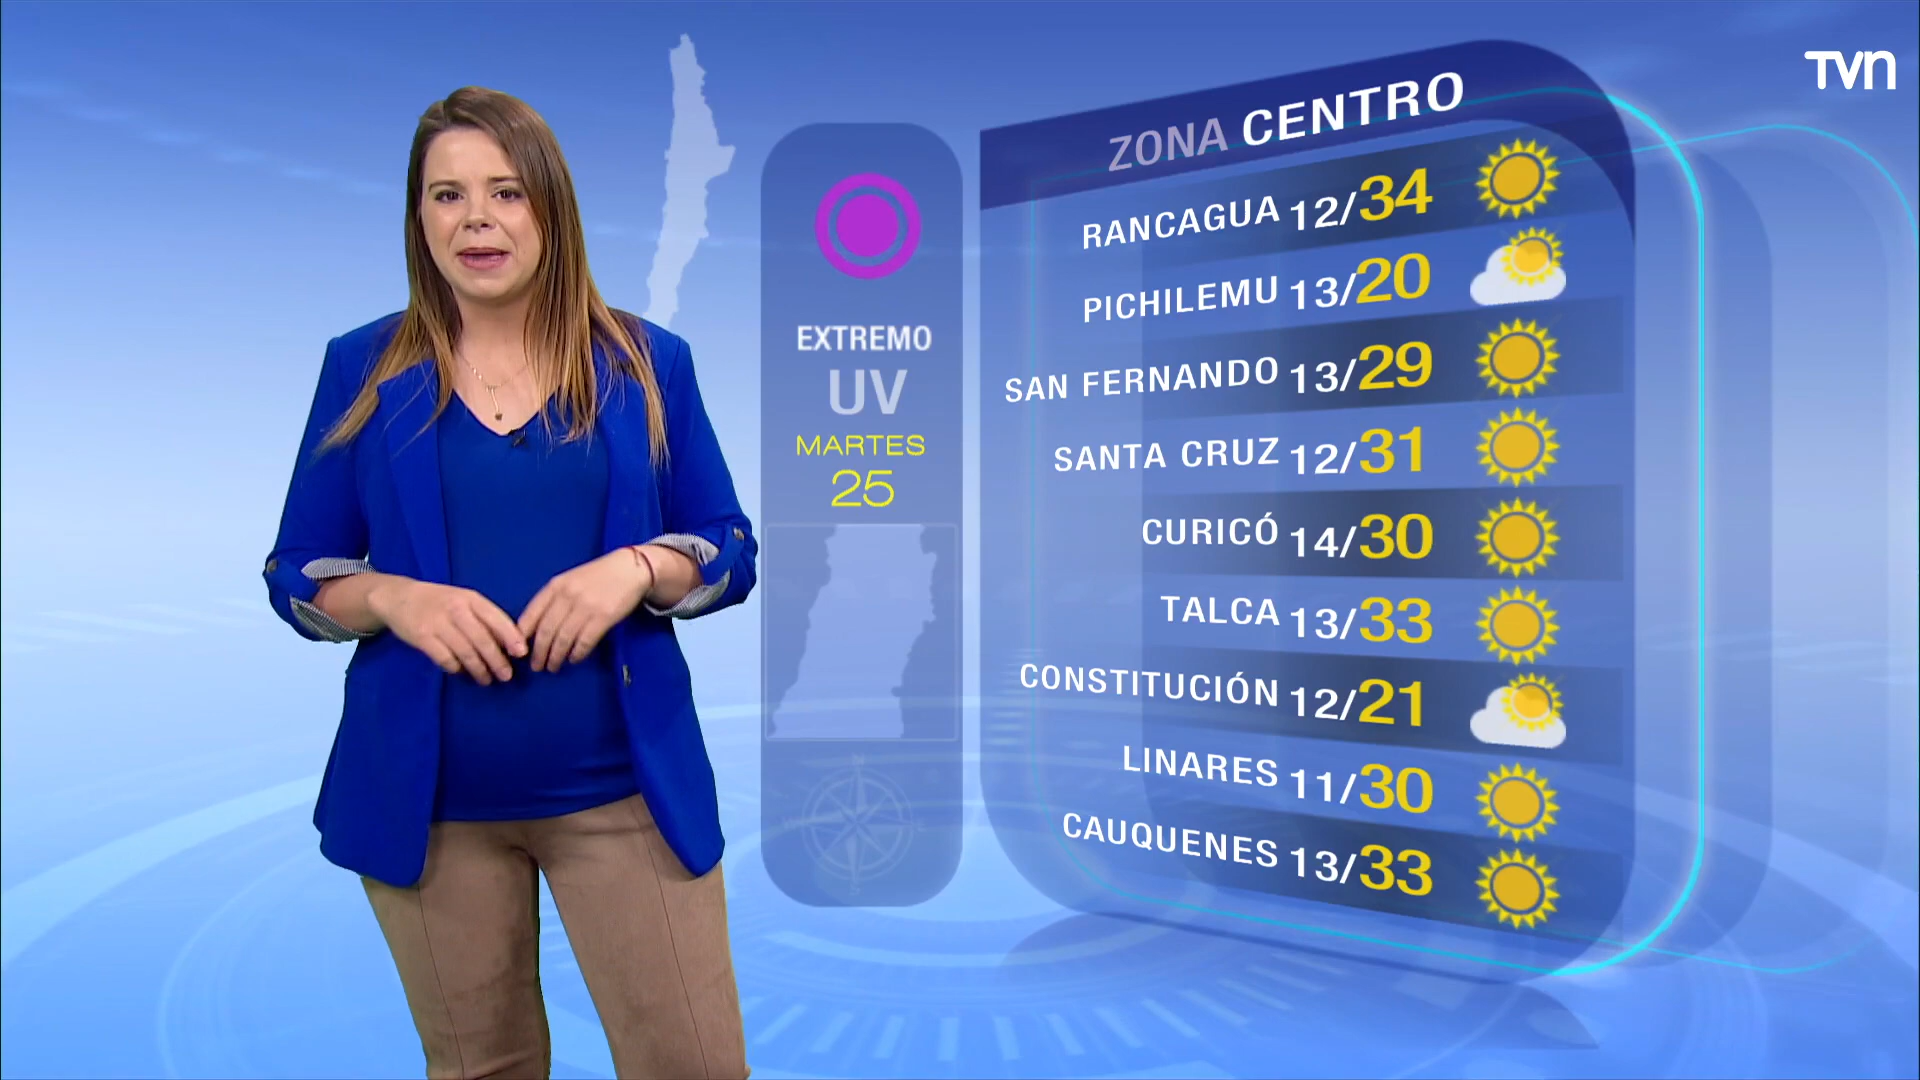 TVN
ZONA CENTRO
EXTREMO
UV
MARTES
25
RANCAGUA 12/34
PICHILEMU 13/20
SAN FERNANDO 13/29
SANTA CRUZ 12/31
CURICÓ 14/30
TALCA 13/33
CONSTITUCIÓN 12/21
LINARES 11/30
CAUQUENES 13/33